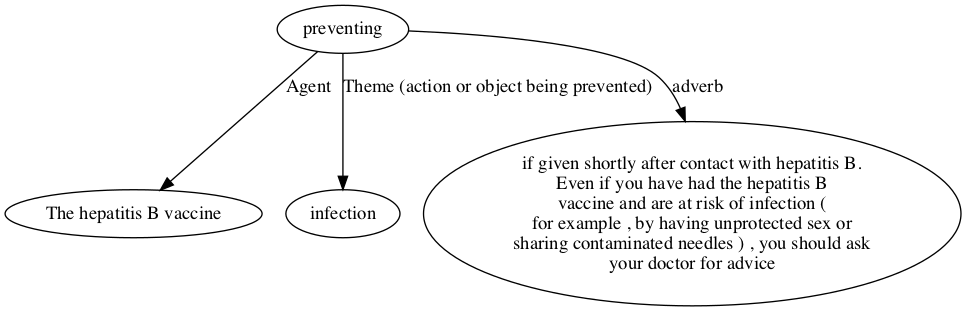 preventing
Agent
Theme (action or object being prevented)
adverb
The hepatitis B vaccine
infection
if given shortly after contact with hepatitis B.
Even if you have had the hepatitis B
vaccine and are at risk of infection (
for example , by having unprotected sex or
sharing contaminated needles ) , you should ask
your doctor for advice